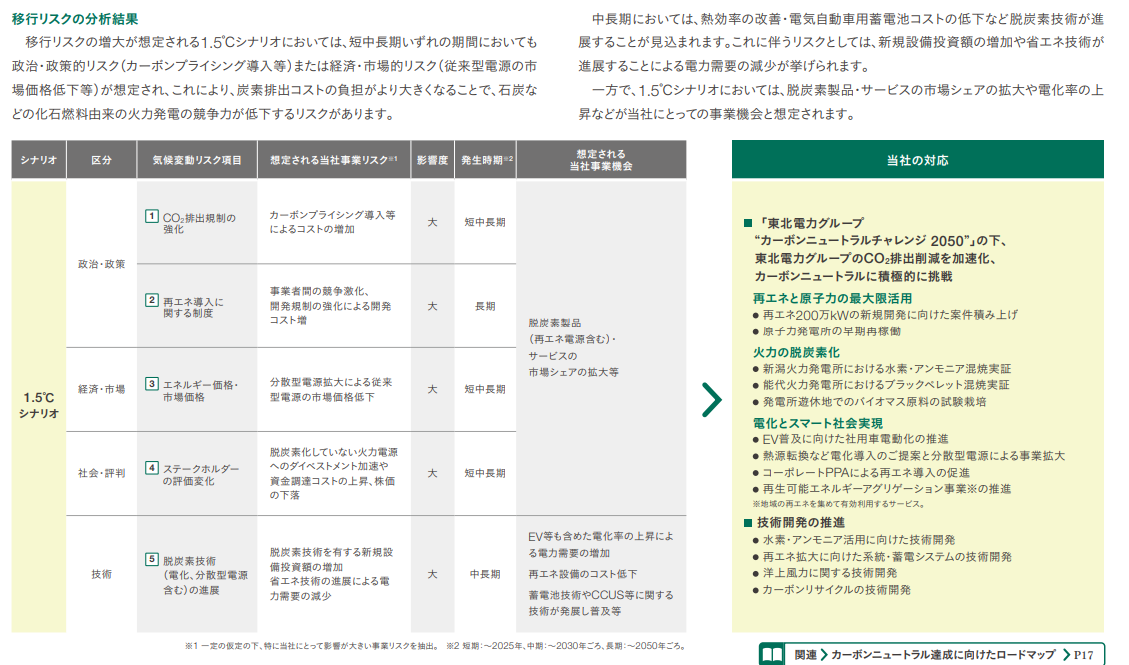 移行リスクの分析結果
移行リスクの増大が想定される1.5℃シナリオにおいては、短中長期いずれの期間においても
政治・政策的リスク（カーボンプライシング導入等）または経済・市場的リスク（従来型電源の市
場価格低下等）が想定され、これにより、炭素排出コストの負担がより大きくなることで、石炭な
どの化石燃料由来の火力発電の競争力が低下するリスクがあります。
中長期においては、熱効率の改善・電気自動車用蓄電池コストの低下など脱炭素技術が進
展することが見込まれます。これに伴うリスクとしては、新規設備投資額の増加や省エネ技術が
進展することによる電力需要の減少が挙げられます。
一方で、1.5℃シナリオにおいては、脱炭素製品・サービスの市場シェアの拡大や電化率の上
昇などが当社にとっての事業機会と想定されます。
シナリオ
区分
気候変動リスク項目
想定される当社事業リスク※1
影響度
発生時期※2
想定される
当社事業機会
1.5℃
シナリオ
政治・政策
1 CO₂排出規制の
強化
カーボンプライシング導入等
によるコストの増加
大
短中長期
2 再エネ導入に
関する制度
事業者間の競争激化、
開発規制の強化による開発
コスト増
大
長期
経済・市場
3 エネルギー価格・
市場価格
分散型電源拡大による従来
型電源の市場価格低下
大
短中長期
社会・評判
4 ステークホルダー
の評価変化
脱炭素化していない火力電源
へのダイベストメント加速や
資金調達コストの上昇、株価
の下落
大
短中長期
脱炭素製品
（再エネ電源含む）・
サービスの
市場シェアの拡大等
技術
5 脱炭素技術
（電化、分散型電源
含む）の進展
脱炭素技術を有する新規設
備投資額の増加
省エネ技術の進展による電
力需要の減少
大
中長期
EV等も含めた電化率の上昇によ
る電力需要の増加
再エネ設備のコスト低下
蓄電池技術やCCUS等に関する
技術が発展し普及等
当社の対応
■ 「東北電力グループ
“カーボンニュートラルチャレンジ 2050”」の下、
東北電力グループのCO₂排出削減を加速化、
カーボンニュートラルに積極的に挑戦
再エネと原子力の最大限活用
● 再エネ200万kWの新規開発に向けた案件積み上げ
● 原子力発電所の早期再稼働
火力の脱炭素化
● 新潟火力発電所における水素・アンモニア混焼実証
● 能代火力発電所におけるブラックペレット混焼実証
● 発電所遊休地でのバイオマス原料の試験栽培
電化とスマート社会実現
● EV普及に向けた社用車電動化の推進
● 熱源転換など電化導入のご提案と分散型電源による事業拡大
● コーポレートPPAによる再エネ導入の促進
● 再生可能エネルギーアグリゲーション事業※の推進
※地域の再エネを集めて有効利用するサービス。
■ 技術開発の推進
● 水素・アンモニア活用に向けた技術開発
● 再エネ拡大に向けた系統・蓄電システムの技術開発
● 洋上風力に関する技術開発
● カーボンリサイクルの技術開発
※1 一定の仮定の下、特に当社にとって影響が大きい事業リスクを抽出。 ※2 短期：～2025年、中期：～2030年ごろ、長期：～2050年ごろ。
関連 カーボンニュートラル達成に向けたロードマップ P17